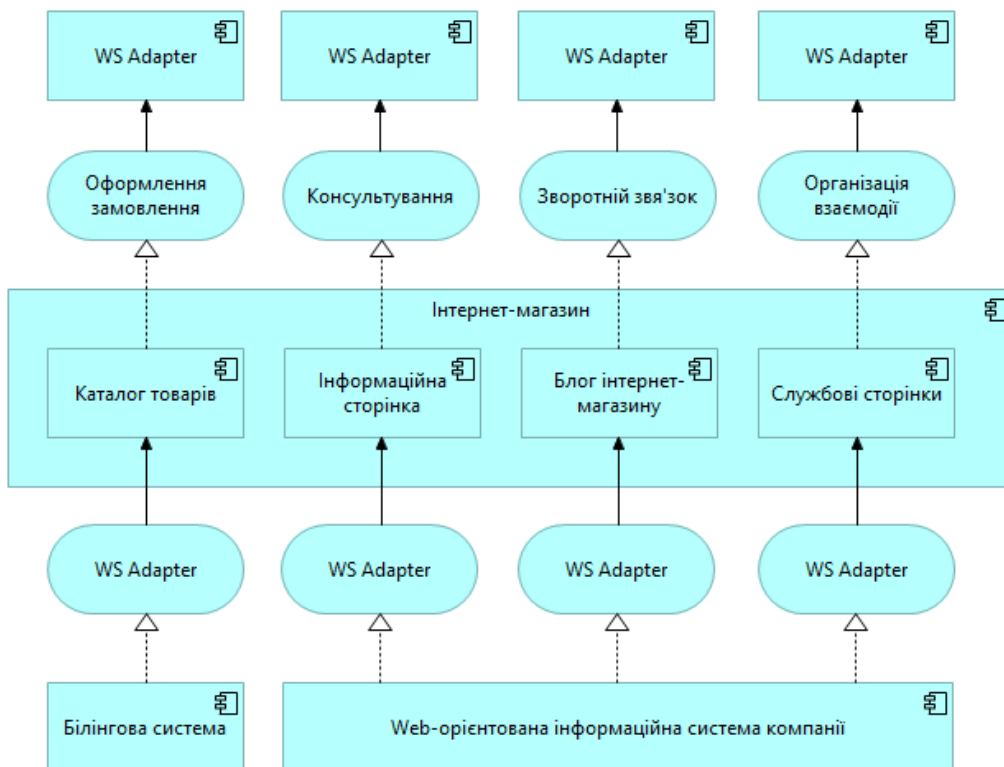 WS Adapter
WS Adapter
WS Adapter
WS Adapter
Оформлення
замовлення
Консультування
Зворотній звя'зок
Організація
взаємодії
Інтернет-магазин
Каталог товарів
Інформаційна
сторінка
Блог інтернет-
магазину
Службові сторінки
WS Adapter
WS Adapter
WS Adapter
WS Adapter
Білінгова система
Web-орієнтована інформаційна система компанії